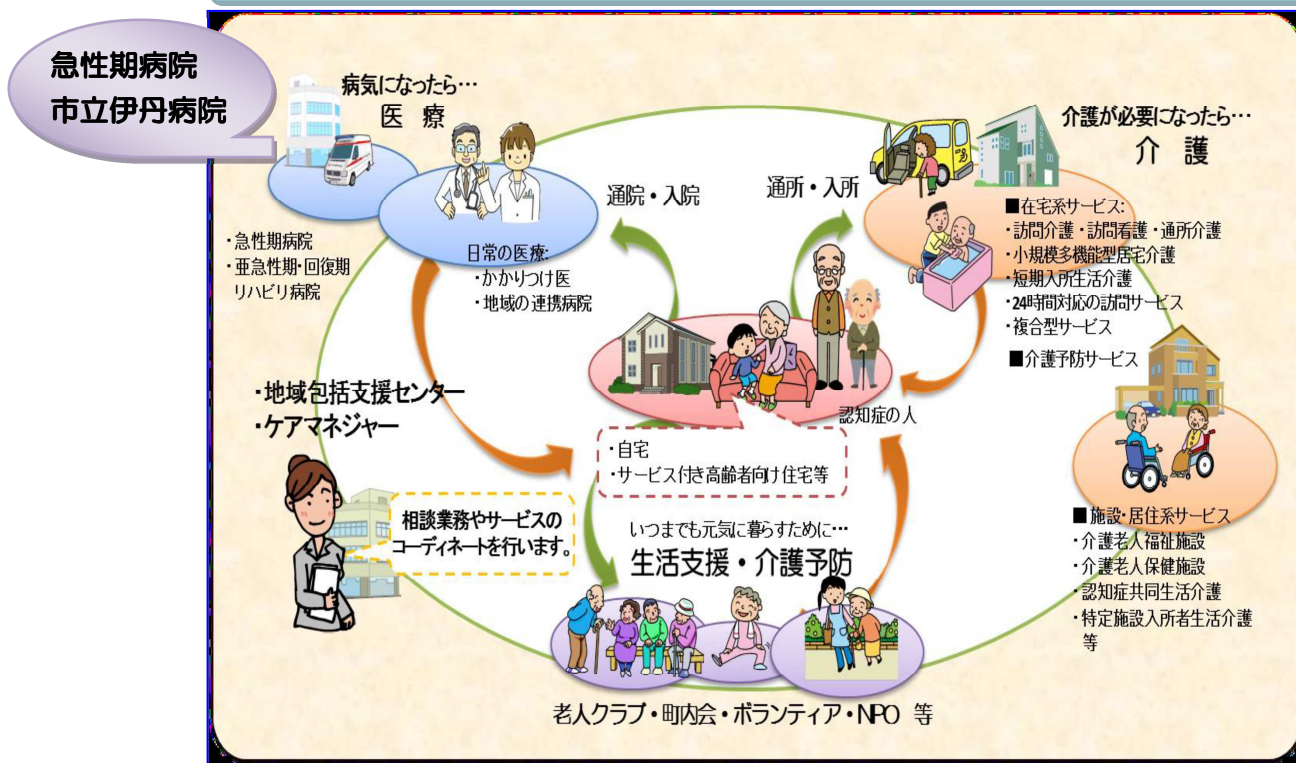 急性期病院
市立伊丹病院
病気になったら…
医 療
・急性期病院
・亜急性期・回復期
リハビリ病院
日常の医療:
・かかりつけ医
・地域の連携病院
通院・入院
通所・入所
介護が必要になったら…
介 護
■在宅系サービス:
・訪問介護・訪問看護・通所介護
・小規模多機能型居宅介護
・短期入所生活介護
・24時間対応の訪問サービス
・複合型サービス
■介護予防サービス
認知症の人
・自宅
・サービス付き高齢者向け住宅等
・地域包括支援センター
・ケアマネジャー
相談業務やサービスの
コーディネートを行います。
いつまでも元気に暮らすために…
生活支援・介護予防
■施設・居住系サービス
・介護老人福祉施設
・介護老人保健施設
・認知症共同生活介護
・特定施設入所者生活介護
等
老人クラブ・町内会・ボランティア・NPO 等